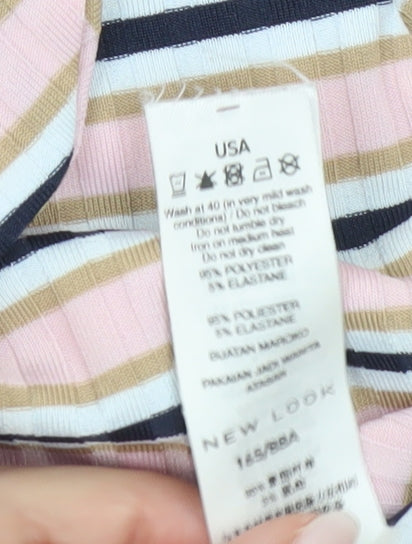 USA
Wash at 40 (in very mild wash
conditions) / Do not bleach
Do not tumble dry
Iron on medium heat
Do not dry clean
95% POLYESTER
5% ELASTANE
95% POLIESTER
5% ELASTANE
BUATAN MAROKO
PAKAIAN JADI WANITA
ATASAN
NEW LOOK
165/88A